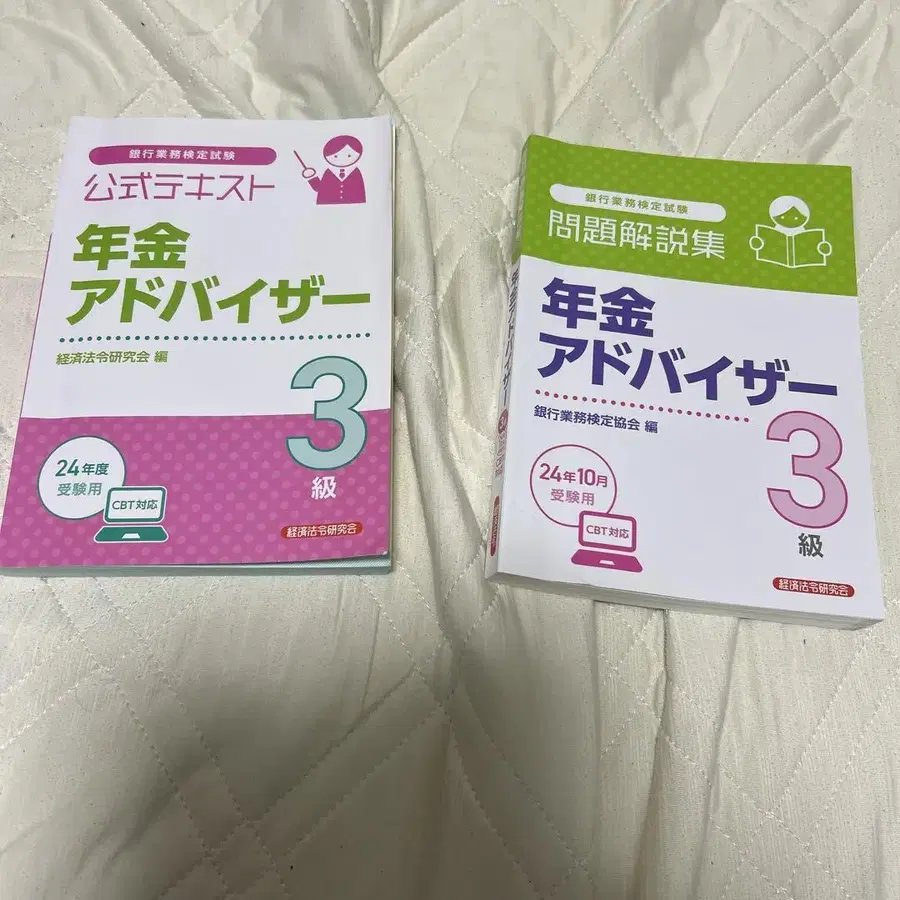 銀行業務検定試験
公式テキスト
年金
アドバイザー
経済法令研究会 編
3
級
24年度
受験用
CBT対応
経済法令研究会
銀行業務検定試験
問題解説集
年金
アドバイザー
銀行業務検定協会 編
3
級
24年10月
受験用
CBT対応
経済法令研究会